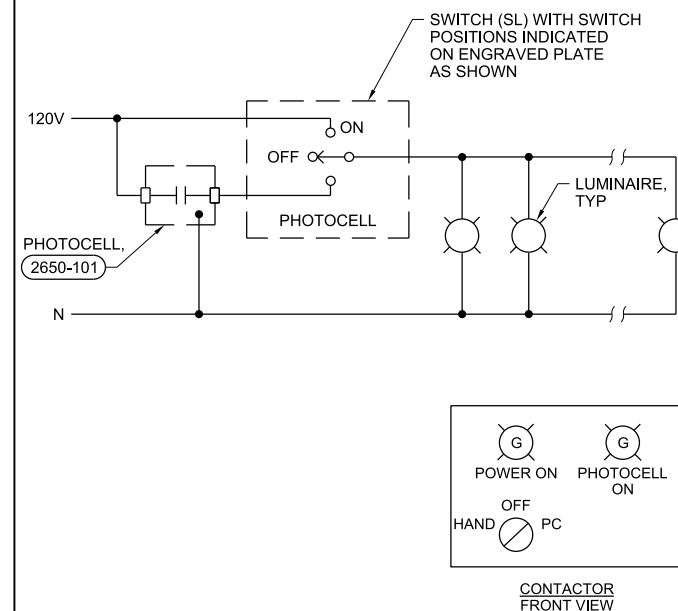 SWITCH (SL) WITH SWITCH
POSITIONS INDICATED
ON ENGRAVED PLATE
AS SHOWN
120V
ON
OFF
PHOTOCELL
LUMINAIRE,
TYP
PHOTOCELL,
2650-101
N
G
G
POWER ON
PHOTOCELL
ON
OFF
HAND
PC
CONTACTOR
FRONT VIEW